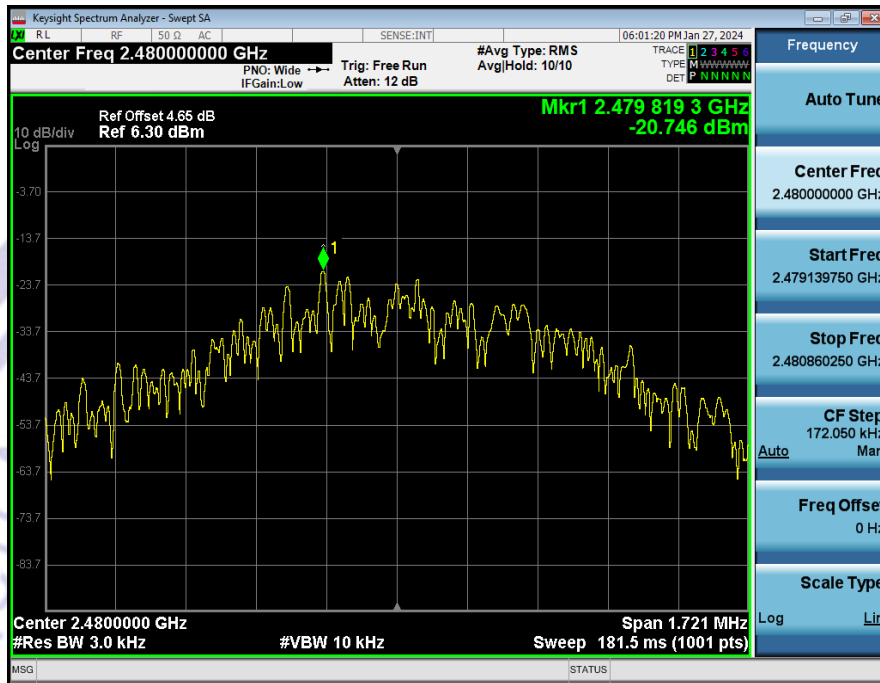 Keysight Spectrum Analyzer - Swept SA
LXI RL RF 50 Ω AC SENSE:INT 06:01:20 PM Jan 27, 2024
Center Freq 2.480000000 GHz
PNO: Wide
IFGain:Low
Trig: Free Run
Atten: 12 dB
#Avg Type: RMS
Avg|Hold: 10/10
TRACE 1 2 3 4 5 6
TYPE M W W W W W
DET P N N N N N
Ref Offset 4.65 dB
10 dB/div Ref 6.30 dBm
Log
Mkr1 2.479 819 3 GHz
-20.746 dBm
1
-3.70
-13.7
-23.7
-33.7
-43.7
-53.7
-63.7
-73.7
-83.7
Center 2.4800000 GHz Span 1.721 MHz
#Res BW 3.0 kHz #VBW 10 kHz Sweep 181.5 ms (1001 pts)
MSG STATUS
Frequency
Auto Tune
Center Freq
2.480000000 GHz
Start Freq
2.479139750 GHz
Stop Freq
2.480860250 GHz
CF Step
172.050 kHz
Auto Man
Freq Offset
0 Hz
Scale Type
Log Lin